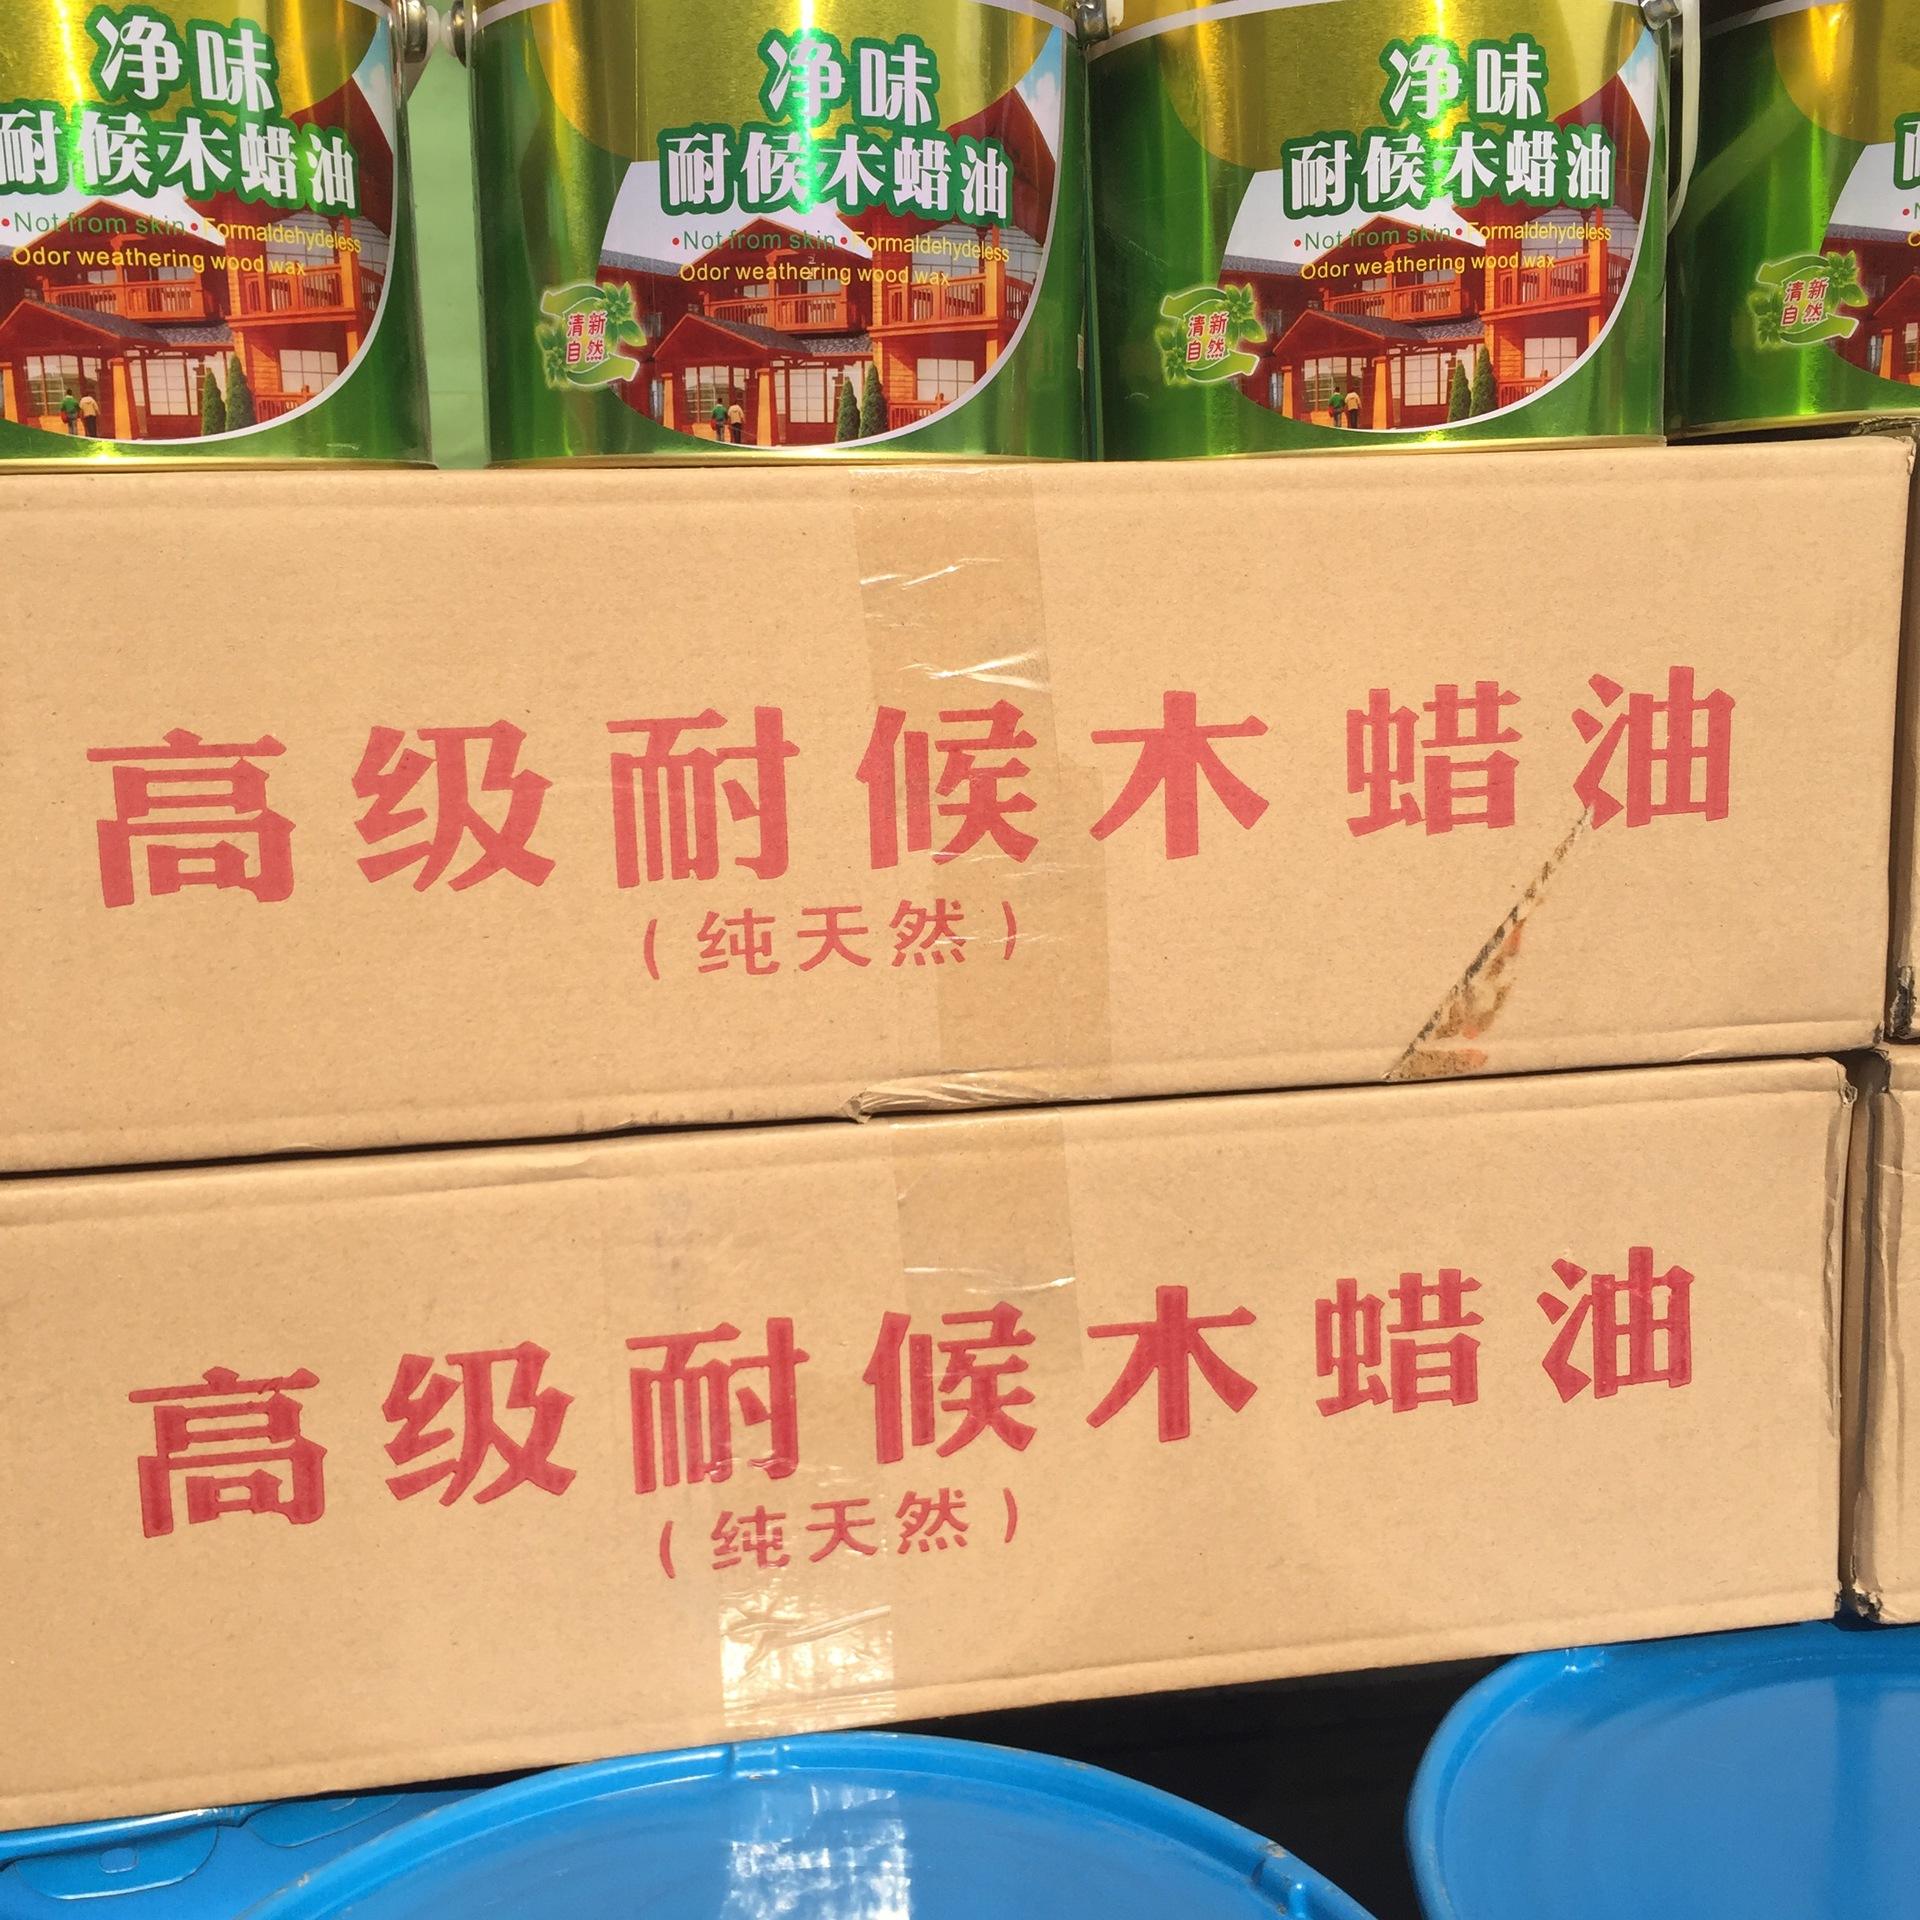 净味
耐候木蜡油
•Not from skin•Formaldehydeless
Odor weathering wood wax
净味
耐候木蜡油
•Not from skin•Formaldehydeless
Odor weathering wood wax
清新
自然
净味
耐候木蜡油
•Not from skin•Formaldehydeless
Odor weathering wood wax
清新
自然
清新
自然
高级耐候木蜡油
(纯天然)
高级耐候木蜡油
(纯天然)